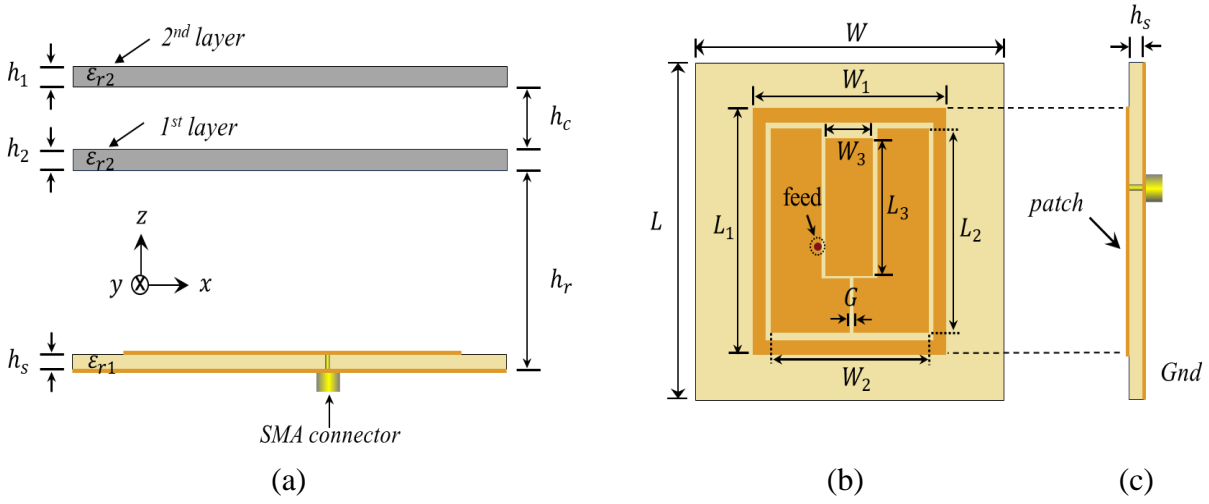 2nd layer
h1
εr2
hc
1st layer
h2
εr2
z
y
x
hr
hs
εr1
SMA connector
(a)
W
W1
W3
feed
L3
L
L1
L2
G
W2
(b)
hs
patch
Gnd
(c)